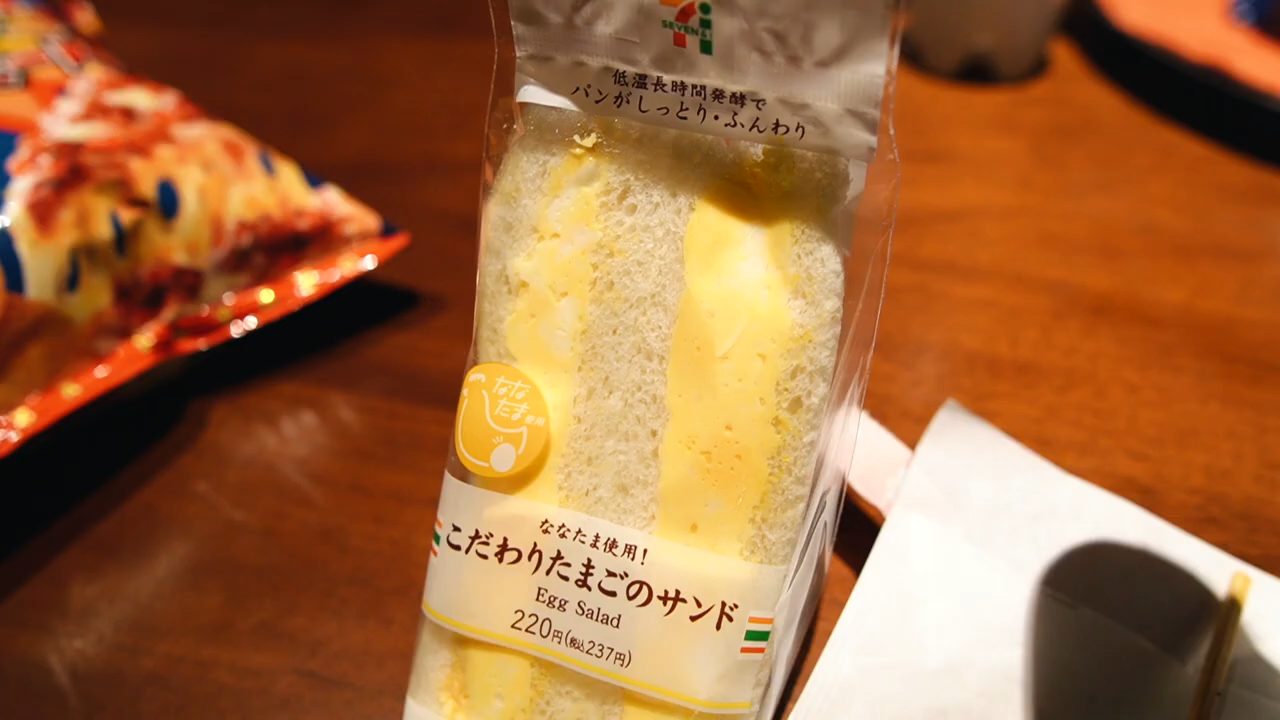 SEVEN & i
低温長時間発酵で
パンがしっとり・ふんわり
なな
たま使用
ななたま使用!
こだわりたまごのサンド
Egg Salad
220円(税込237円)